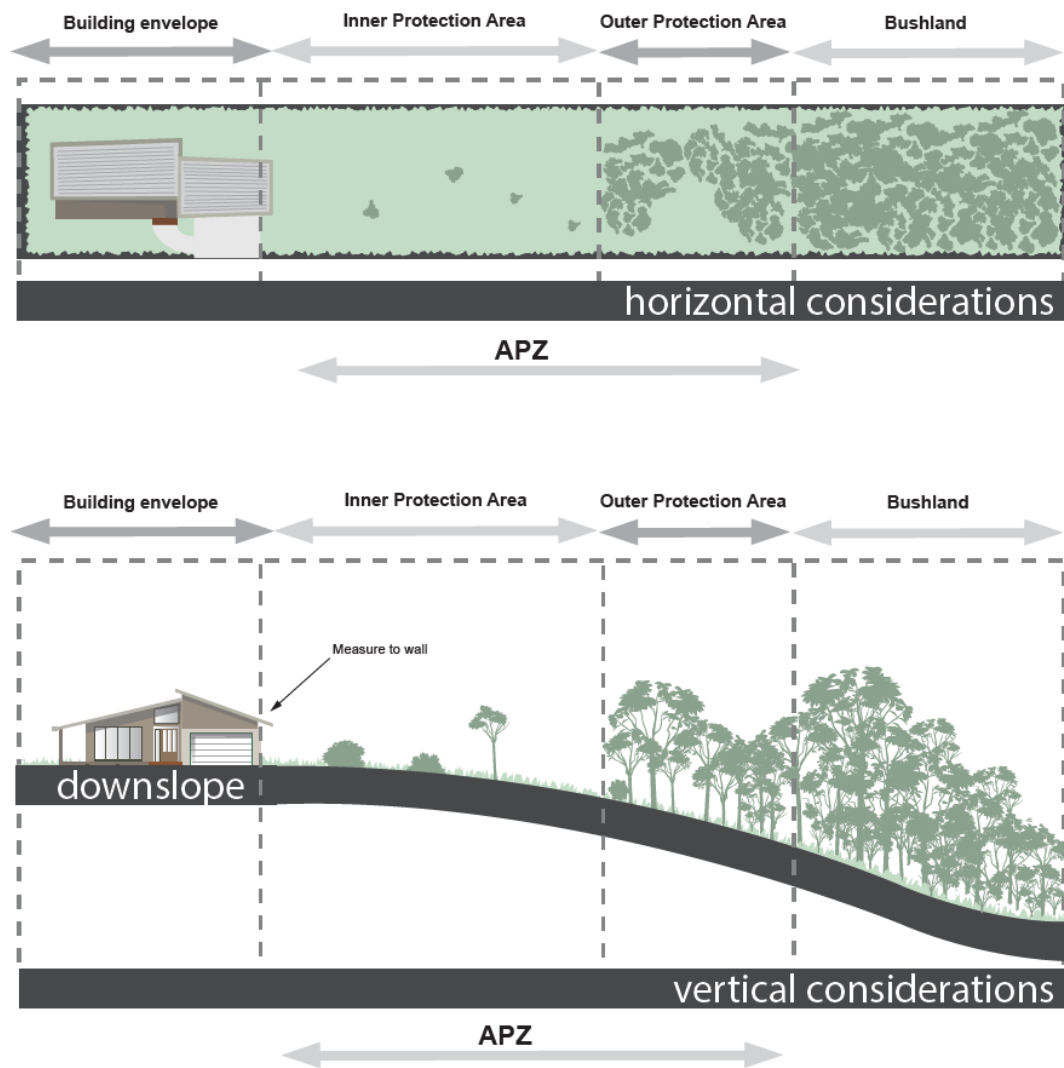 Building envelope
Inner Protection Area
Outer Protection Area
Bushland
horizontal considerations
APZ
Building envelope
Inner Protection Area
Outer Protection Area
Bushland
Measure to wall
downslope
vertical considerations
APZ